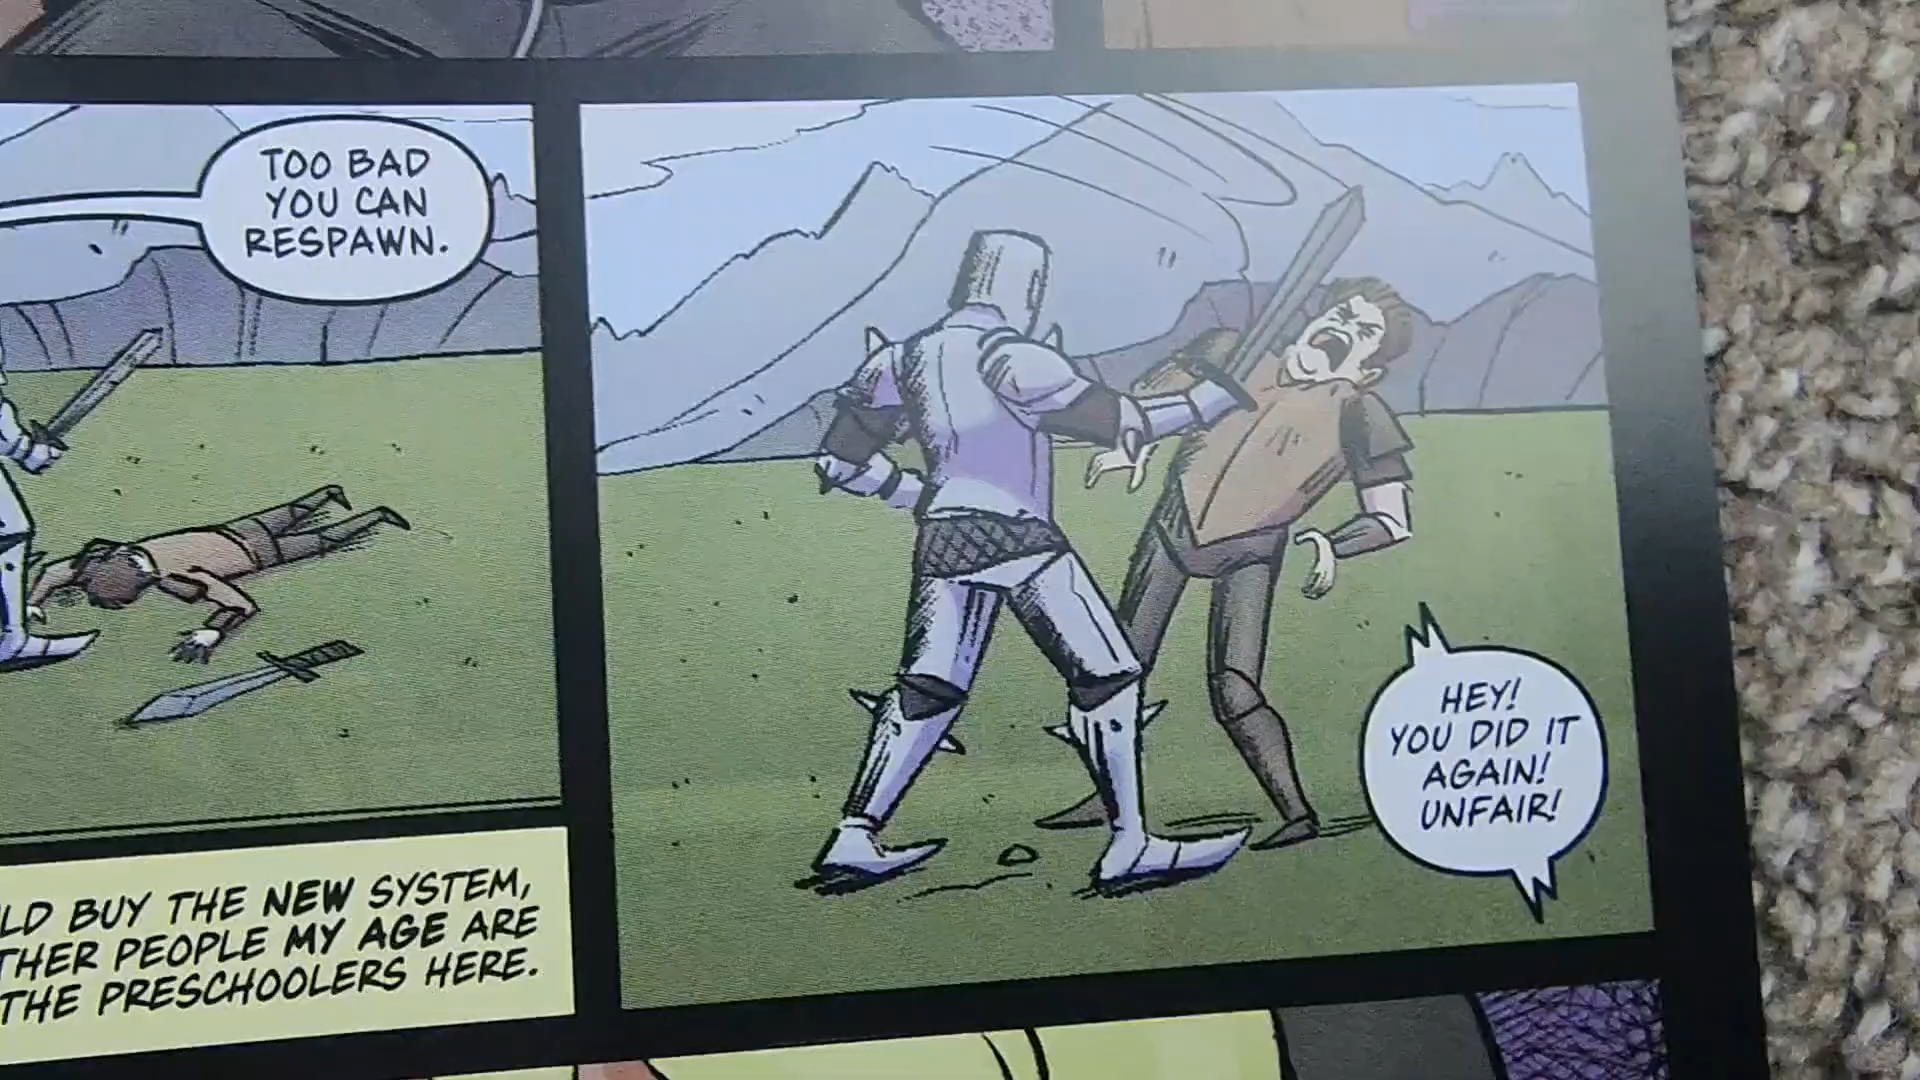 TOO BAD
YOU CAN
RESPAWN.
BUY THE NEW SYSTEM,
PEOPLE MY AGE ARE
THE PRESCHOOLERS HERE.
HEY!
YOU DID IT
AGAIN!
UNFAIR!